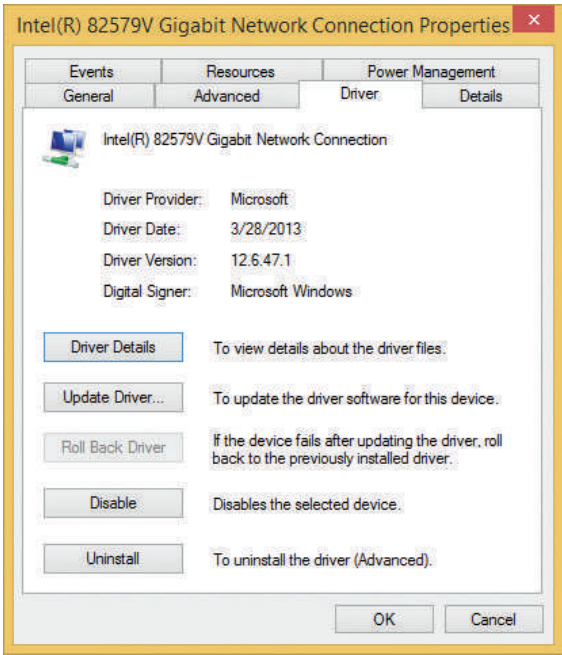 Intel(R) 82579V Gigabit Network Connection Properties
Events Resources Power Management
General Advanced Driver Details
Intel(R) 82579V Gigabit Network Connection
Driver Provider: Microsoft
Driver Date: 3/28/2013
Driver Version: 12.6.47.1
Digital Signer: Microsoft Windows
Driver Details To view details about the driver files.
Update Driver... To update the driver software for this device.
Roll Back Driver If the device fails after updating the driver, roll
back to the previously installed driver.
Disable Disables the selected device.
Uninstall To uninstall the driver (Advanced).
OK Cancel